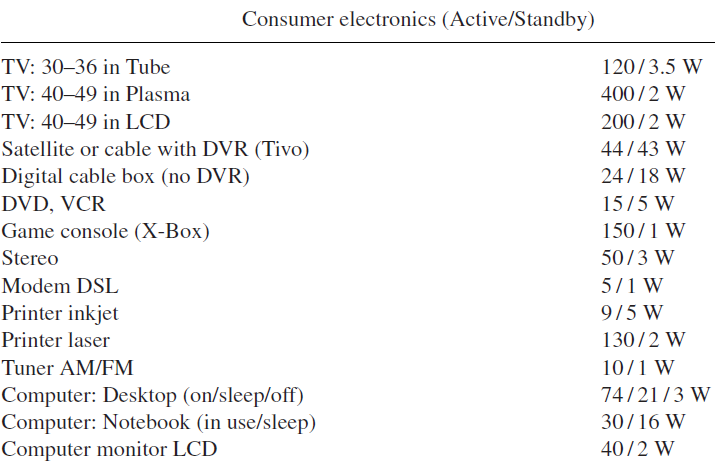 Consumer electronics (Active/Standby)
TV: 30–36 in Tube 120/3.5 W
TV: 40–49 in Plasma 400/2 W
TV: 40–49 in LCD 200/2 W
Satellite or cable with DVR (Tivo) 44/43 W
Digital cable box (no DVR) 24/18 W
DVD, VCR 15/5 W
Game console (X-Box) 150/1 W
Stereo 50/3 W
Modem DSL 5/1 W
Printer inkjet 9/5 W
Printer laser 130/2 W
Tuner AM/FM 10/1 W
Computer: Desktop (on/sleep/off) 74/21/3 W
Computer: Notebook (in use/sleep) 30/16 W
Computer monitor LCD 40/2 W